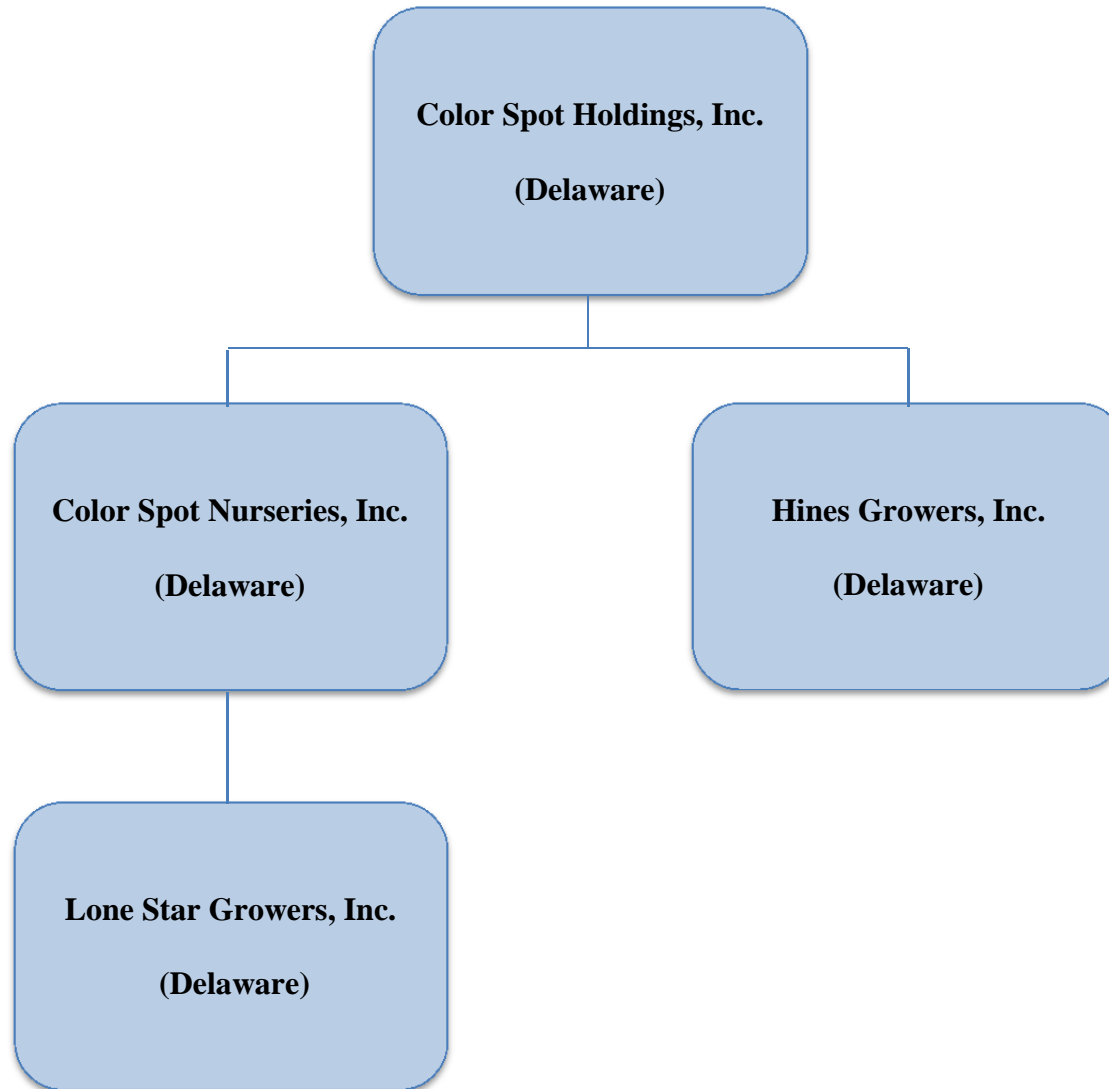 Color Spot Holdings, Inc.
(Delaware)
Color Spot Nurseries, Inc.
(Delaware)
Hines Growers, Inc.
(Delaware)
Lone Star Growers, Inc.
(Delaware)